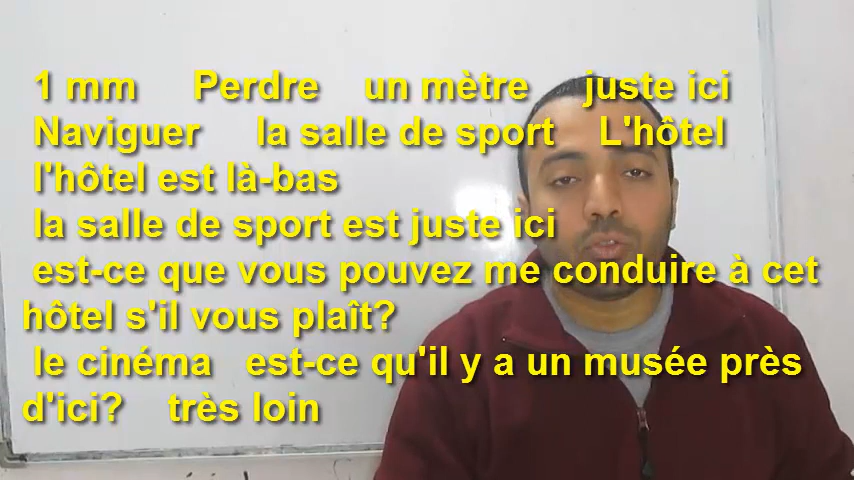 1 mm Perdre un mètre juste ici
Naviguer la salle de sport L'hôtel
l'hôtel est là-bas
la salle de sport est juste ici
est-ce que vous pouvez me conduire à cet
hôtel s'il vous plaît?
le cinéma est-ce qu'il y a un musée près
d'ici? très loin